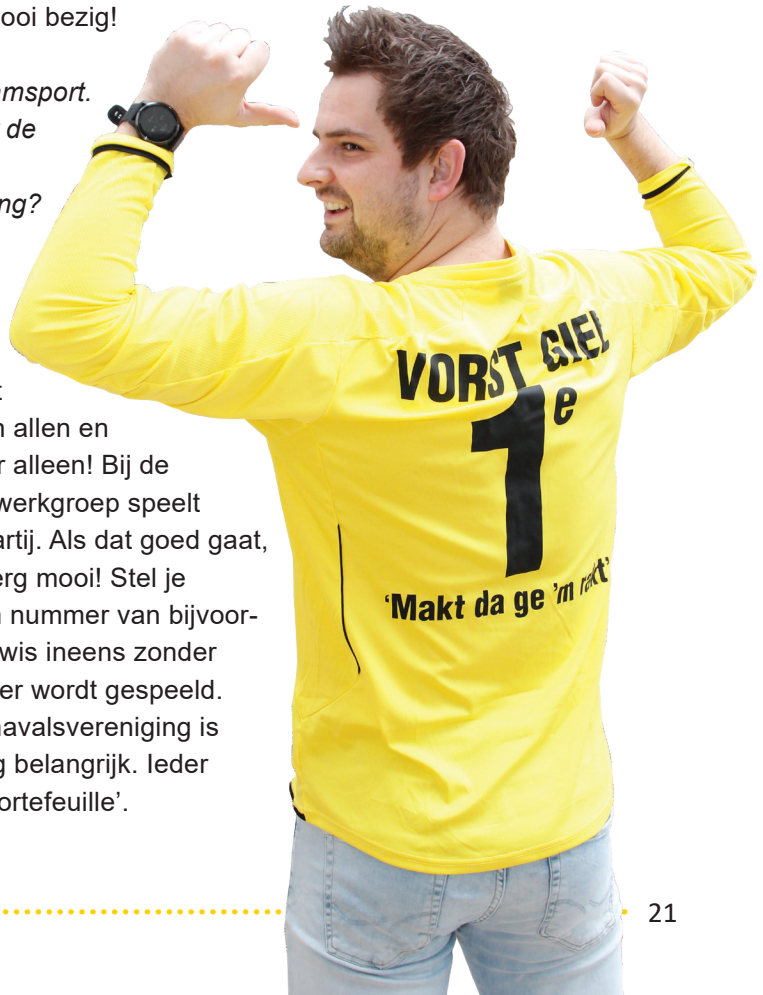 ooi bezig!
msport.
de
ng?
t
n allen en
r alleen! Bij de
werkgroep speelt
artij. Als dat goed gaat,
erg mooi! Stel je
n nummer van bijvoor-
wis ineens zonder
er wordt gespeeld.
navalsvereniging is
g belangrijk. Ieder
ortefeuille’.
VORST GIEL
1e
‘Makt da ge ’m rakt’
21